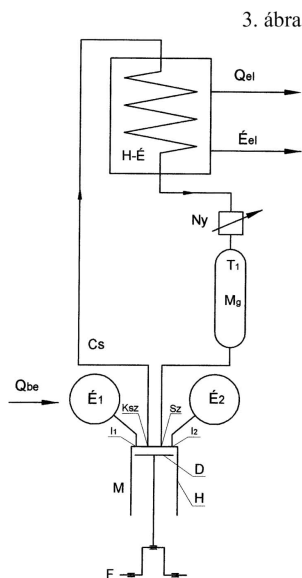 3. ábra
Qel
Éel
H-É
Ny
T1
Mg
Cs
Qbe
É1
É2
Ksz
Sz
I1
I2
D
M
H
F